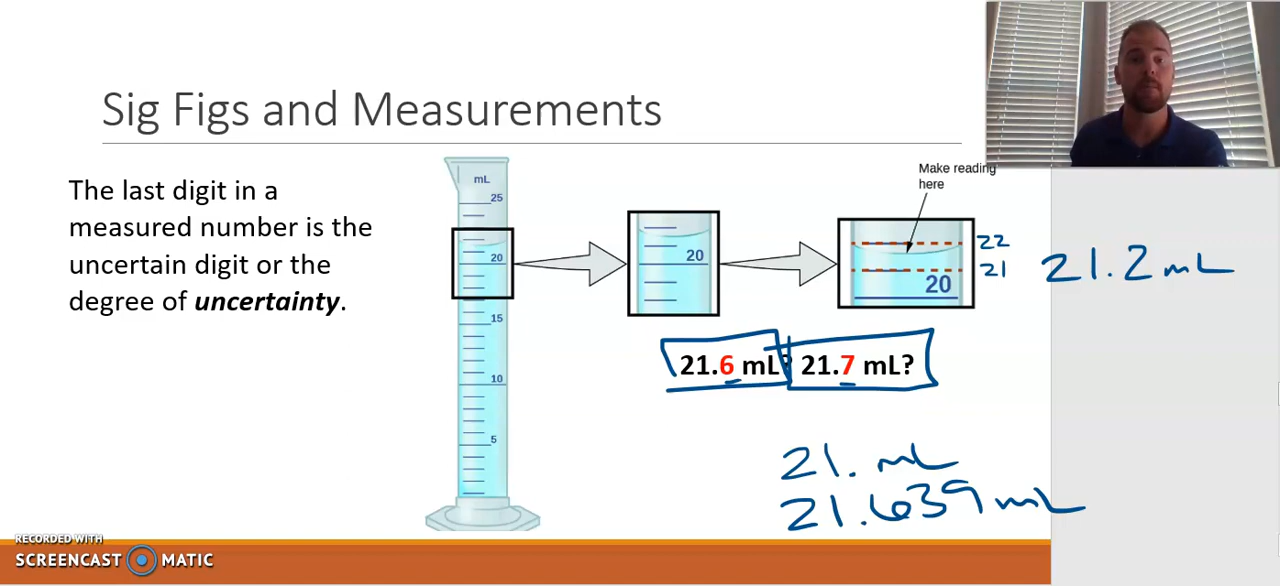 Sig Figs and Measurements
The last digit in a
measured number is the
uncertain digit or the
degree of uncertainty.
mL
25
20
15
10
5
20
Make reading
here
22
21
20
21.2 mL
21.6 mL? 21.7 mL?
21. mL
21.639 mL
RECORDED WITH
SCREENCAST MATIC